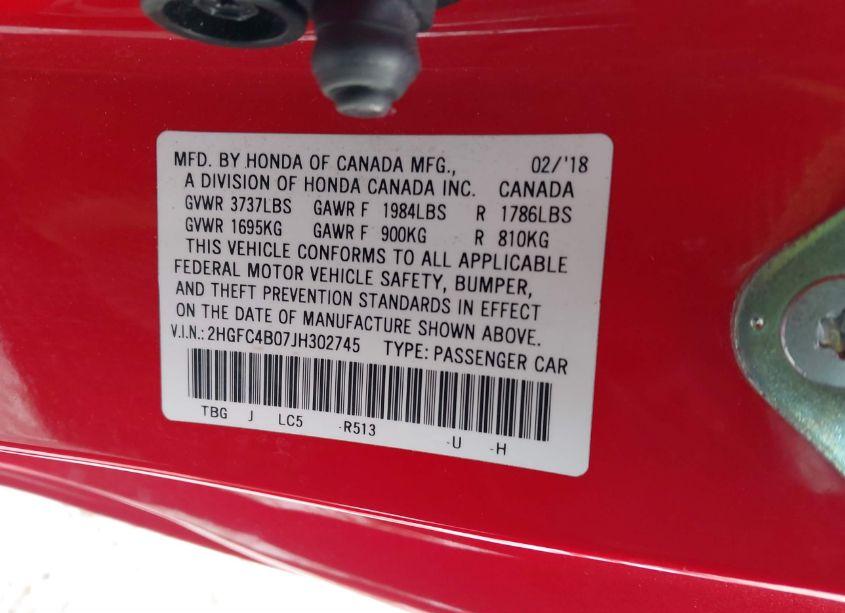 MFD. BY HONDA OF CANADA MFG., 02/'18
A DIVISION OF HONDA CANADA INC. CANADA
GVWR 3737LBS GAWR F 1984LBS R 1786LBS
GVWR 1695KG GAWR F 900KG R 810KG
THIS VEHICLE CONFORMS TO ALL APPLICABLE
FEDERAL MOTOR VEHICLE SAFETY, BUMPER,
AND THEFT PREVENTION STANDARDS IN EFFECT
ON THE DATE OF MANUFACTURE SHOWN ABOVE.
V.I.N.: 2HGFC4B07JH302745 TYPE: PASSENGER CAR
TBG J LC5 -R513 -U -H